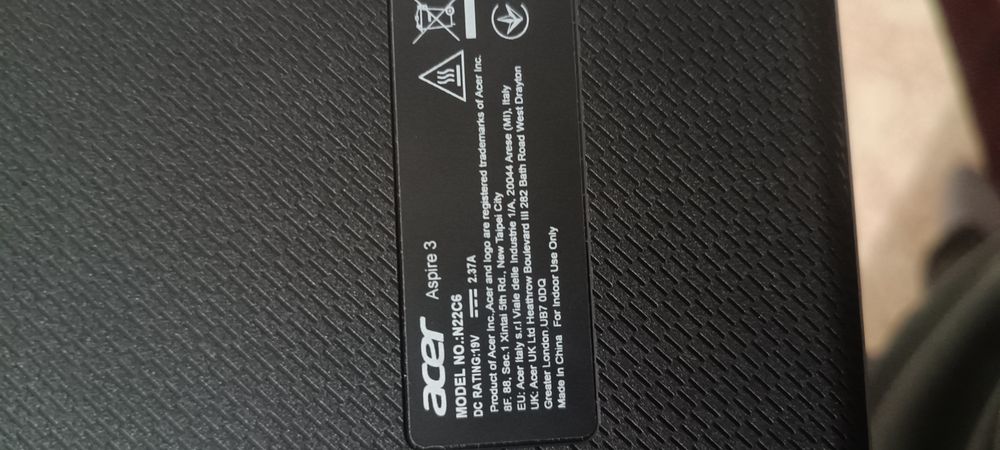 acer Aspire 3
MODEL NO.:N22C6
DC RATING:19V 2.37A
Product of Acer Inc. Acer and logo are registered trademarks of Acer Inc.
8F, 88, Sec.1 Xintai 5th Rd., New Taipei City
EU: Acer Italy s.r.l Viale delle Industrie 1/A, 20044 Arese (MI), Italy
UK: Acer UK Ltd Heathrow Boulevard III 282 Bath Road West Drayton
Greater London UB7 0DQ
Made In China For Indoor Use Only